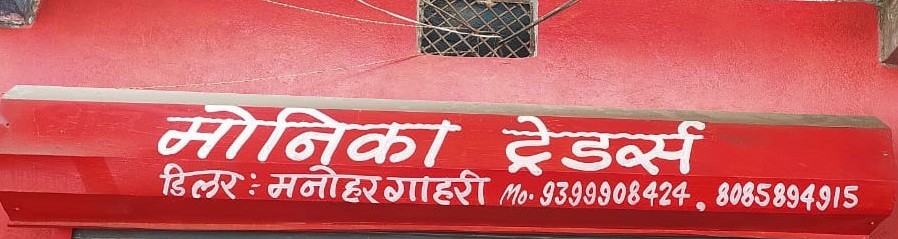 मोनिका ट्रेडर्स
डिलर : मनोहर गाहरी Mo. 9399908424, 8085894915